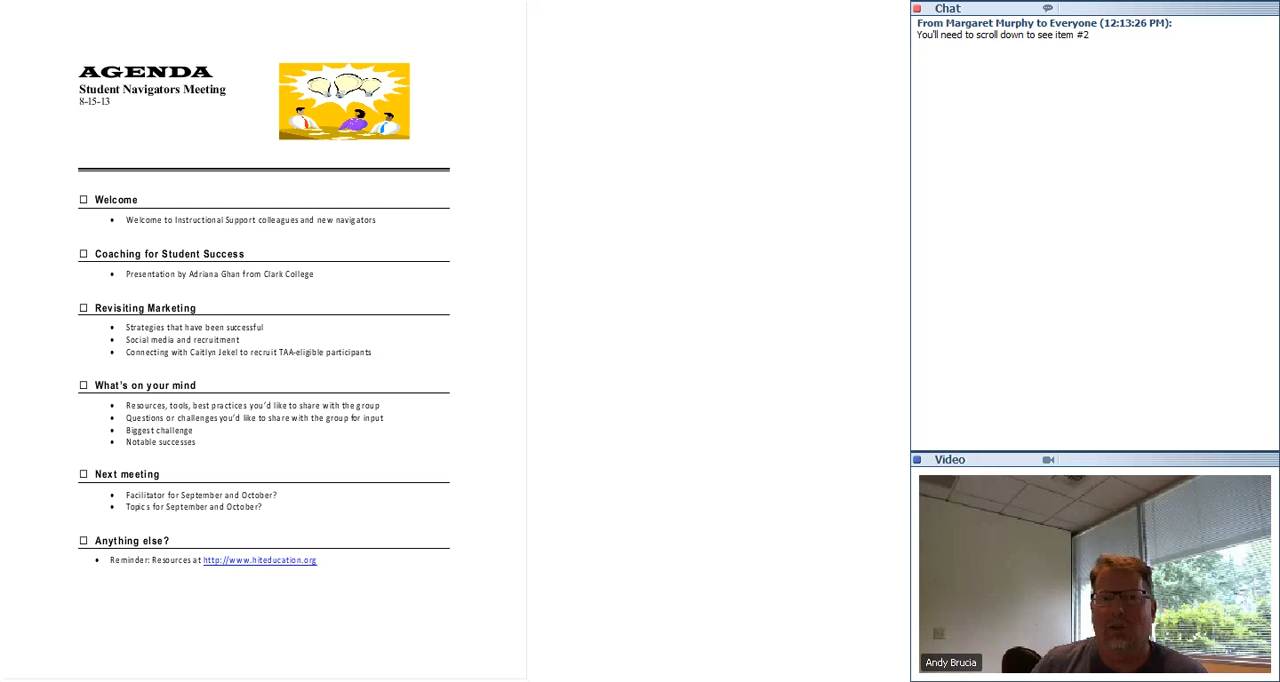 AGENDA
Student Navigators Meeting
8-15-13
Welcome
Welcome to Instructional Support colleagues and new navigators
Coaching for Student Success
Presentation by Adriana Ghan from Clark College
Revisiting Marketing
Strategies that have been successful
Social media and recruitment
Connecting with Caitlyn Jekel to recruit TAA-eligible participants
What's on your mind
Resources, tools, best practices you'd like to share with the group
Questions or challenges you'd like to share with the group for input
Biggest challenge
Notable successes
Next meeting
Facilitator for September and October?
Topics for September and October?
Anything else?
Reminder: Resources at http://www.hiteducation.org
Chat
From Margaret Murphy to Everyone (12:13:26 PM):
You'll need to scroll down to see item #2
Video
Andy Brucia